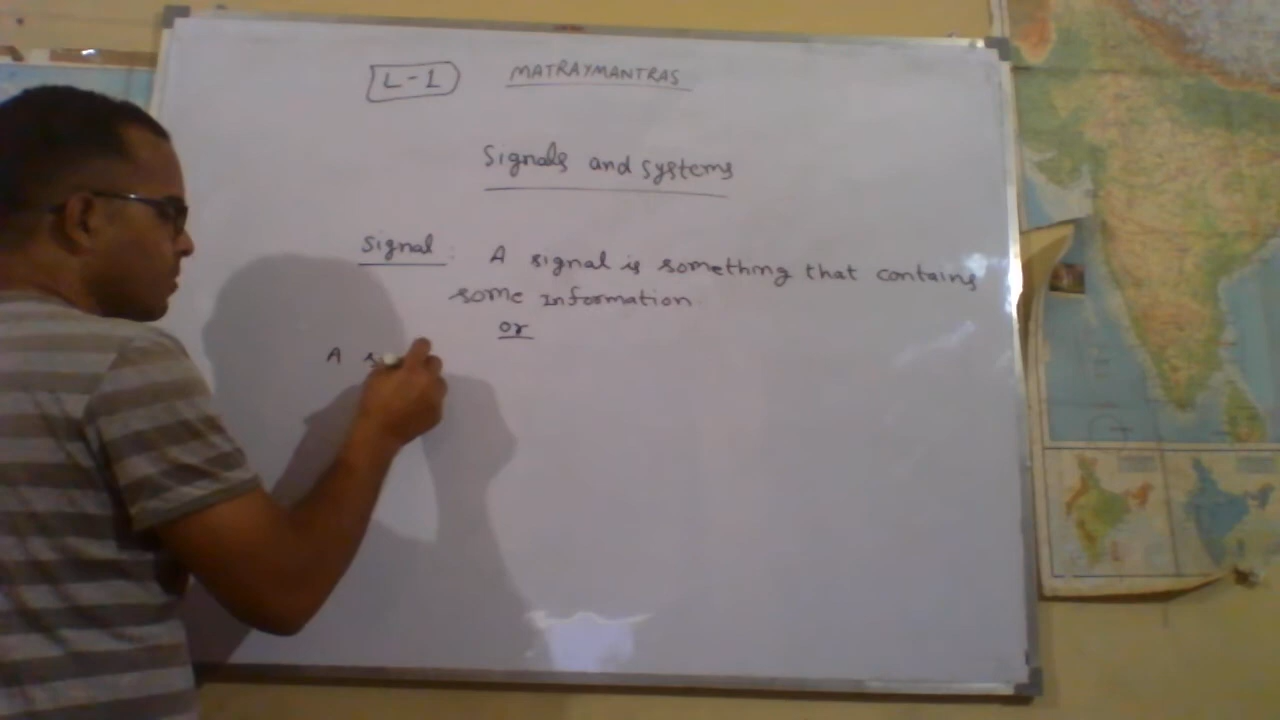 L-1
MATRAYMANTRAS
Signals and systems
Signal : A signal is something that contains
some Information
or
A s